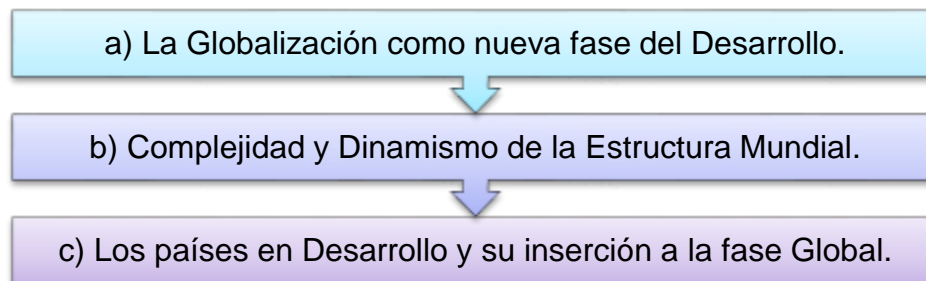 a) La Globalización como nueva fase del Desarrollo.
b) Complejidad y Dinamismo de la Estructura Mundial.
c) Los países en Desarrollo y su inserción a la fase Global.